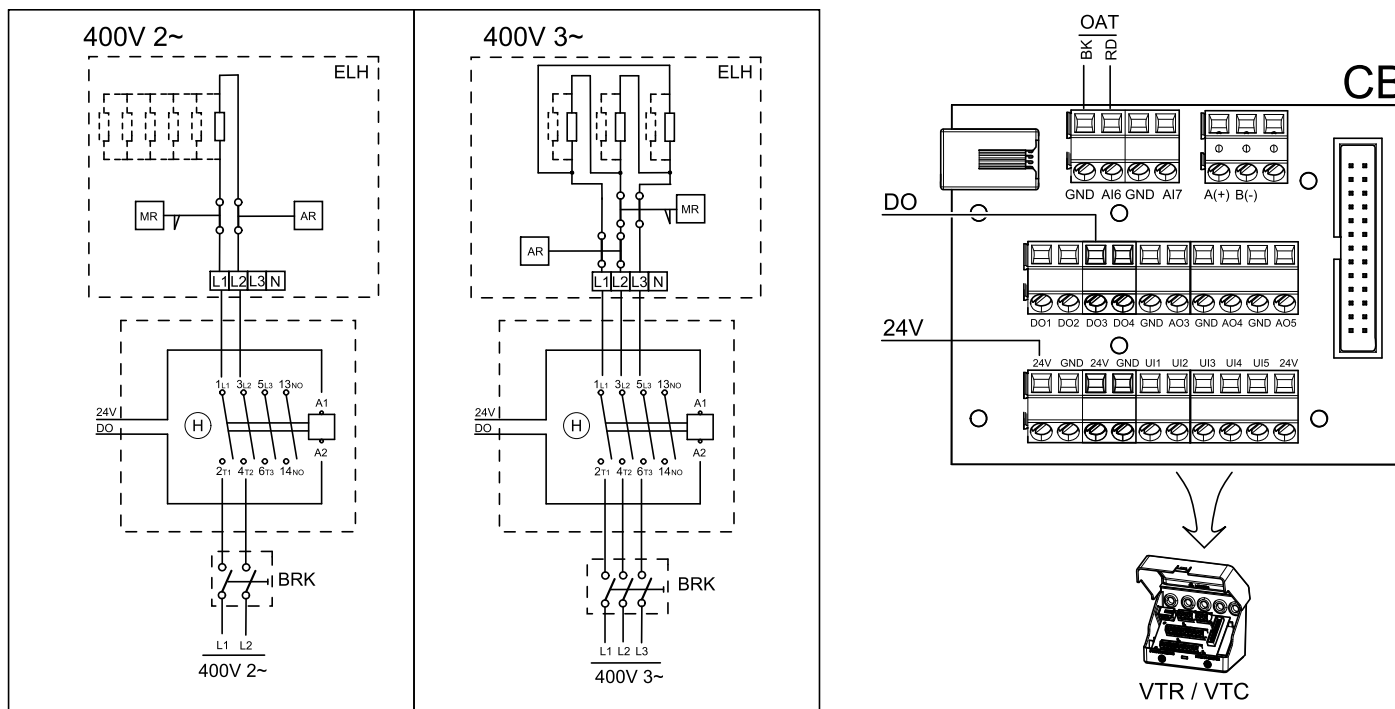 400V 2~
ELH
MR
AR
L1 L2 L3 N
1L1 3L2 5L3 13NO
A1
24V
DO
H
A2
2T1 4T2 6T3 14NO
BRK
L1 L2
400V 2~
400V 3~
ELH
MR
AR
L1 L2 L3 N
1L1 3L2 5L3 13NO
A1
24V
DO
H
A2
2T1 4T2 6T3 14NO
BRK
L1 L2 L3
400V 3~
OAT
BK RD
CB
GND AI6 GND AI7
A(+) B(-)
DO
DO1 DO2 DO3 DO4 GND AO3 GND AO4 GND AO5
24V
24V GND 24V GND UI1 UI2 UI3 UI4 UI5 24V
VTR / VTC